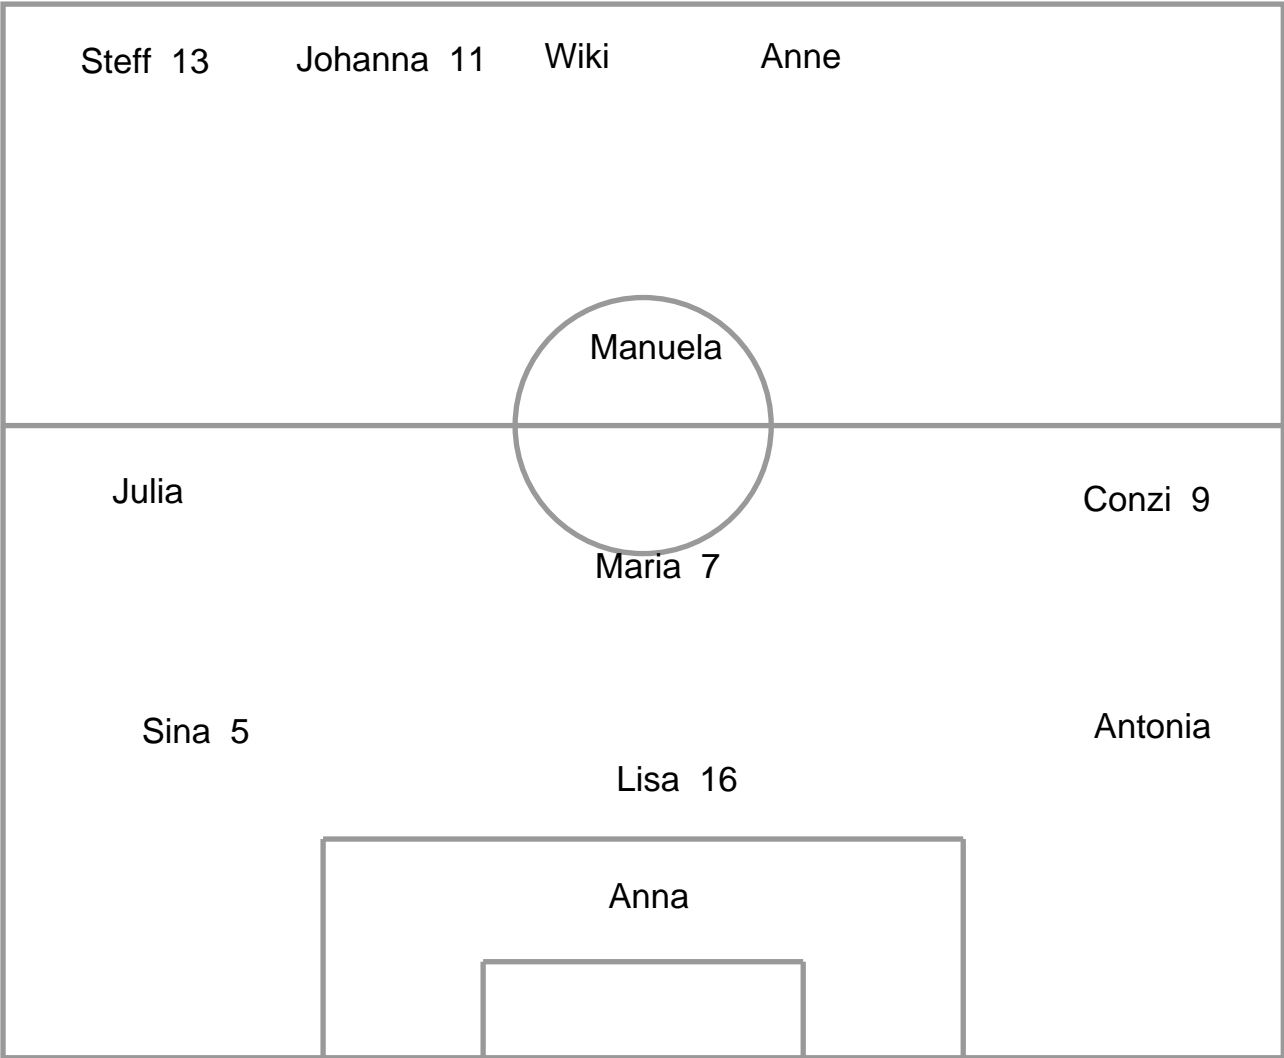 Steff 13 Johanna 11 Wiki Anne
Manuela
Julia Conzi 9
Maria 7
Sina 5 Antonia
Lisa 16
Anna